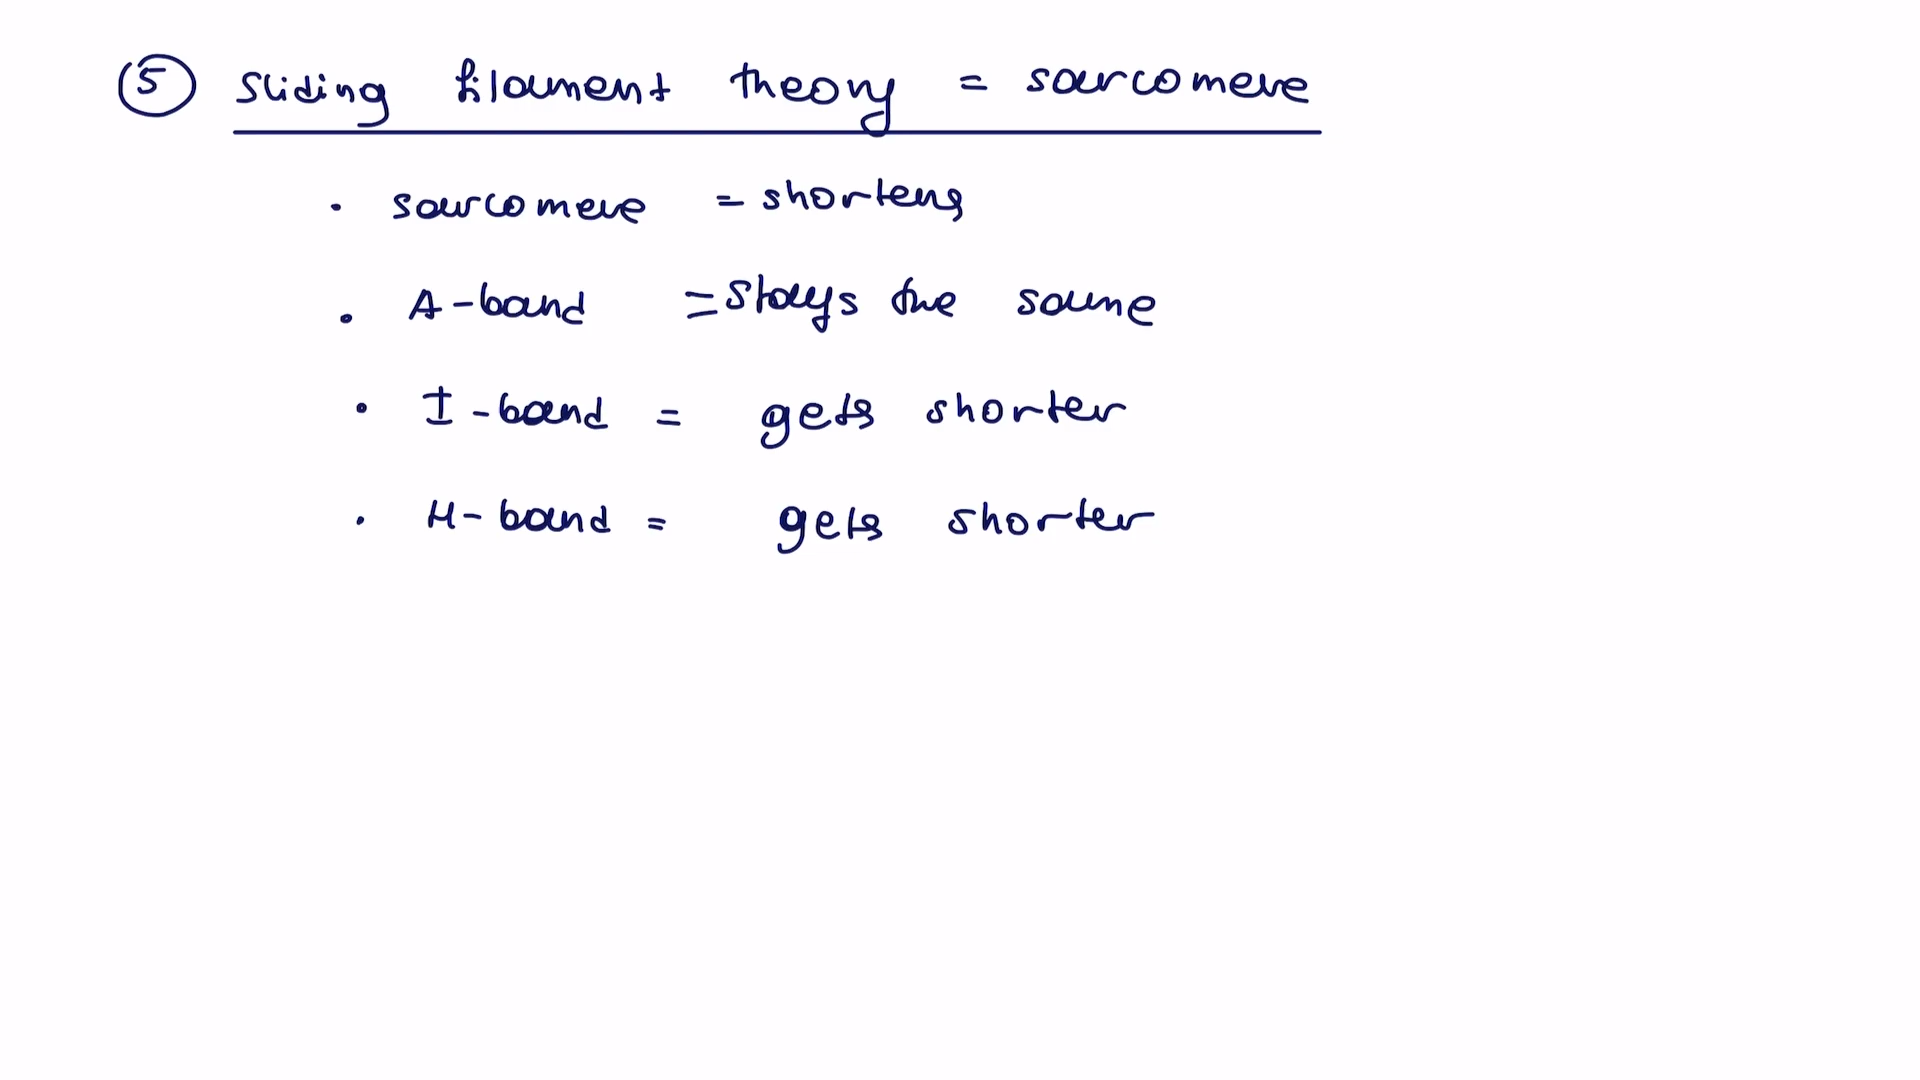 ⑤ Sliding filament theory = sarcomere
• sarcomere = shortens
• A-band = stays the same
• I-band = gets shorter
• H-band = gets shorter